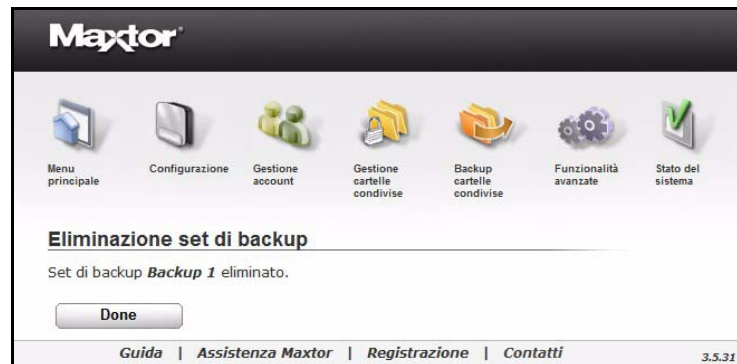 Maxtor
Menu principale
Configurazione
Gestione account
Gestione cartelle condivise
Backup cartelle condivise
Funzionalità avanzate
Stato del sistema
Eliminazione set di backup
Set di backup Backup 1 eliminato.
Done
Guida | Assistenza Maxtor | Registrazione | Contatti
3.5.31